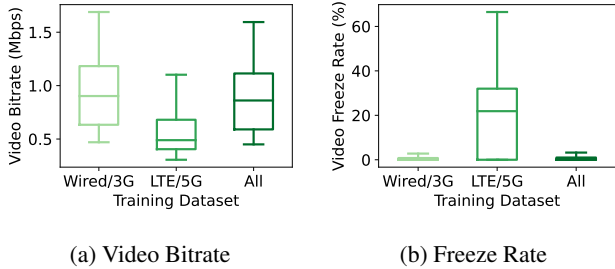 Video Bitrate (Mbps)
1.5
1.0
0.5
Wired/3G LTE/5G All
Training Dataset
(a) Video Bitrate
Video Freeze Rate (%)
60
40
20
0
Wired/3G LTE/5G All
Training Dataset
(b) Freeze Rate